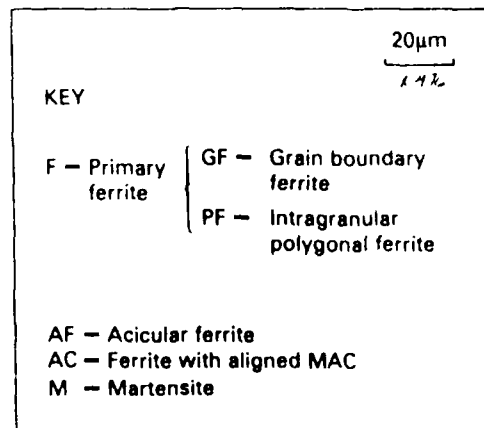 20µm
KEY
F – Primary ferrite
GF – Grain boundary ferrite
PF – Intragranular polygonal ferrite
AF – Acicular ferrite
AC – Ferrite with aligned MAC
M – Martensite